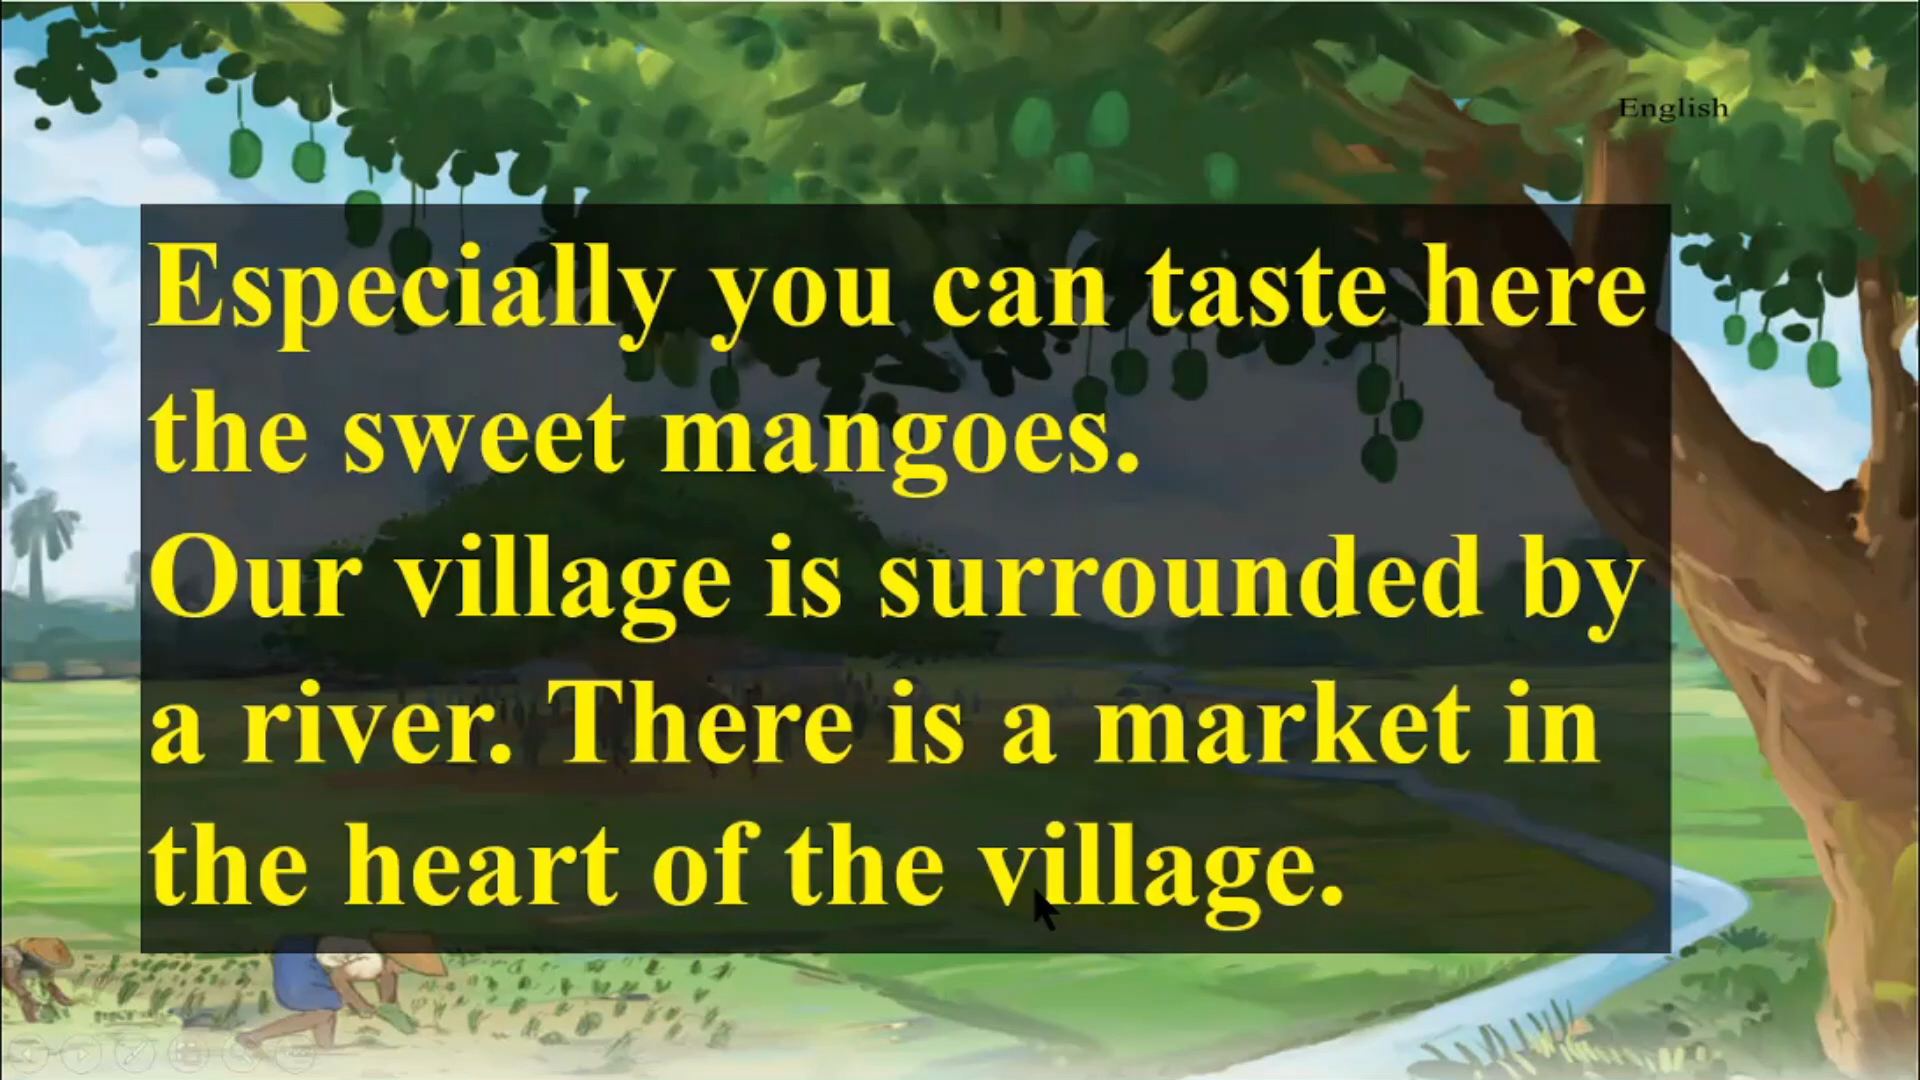 English
Especially you can taste here
the sweet mangoes.
Our village is surrounded by
a river. There is a market in
the heart of the village.